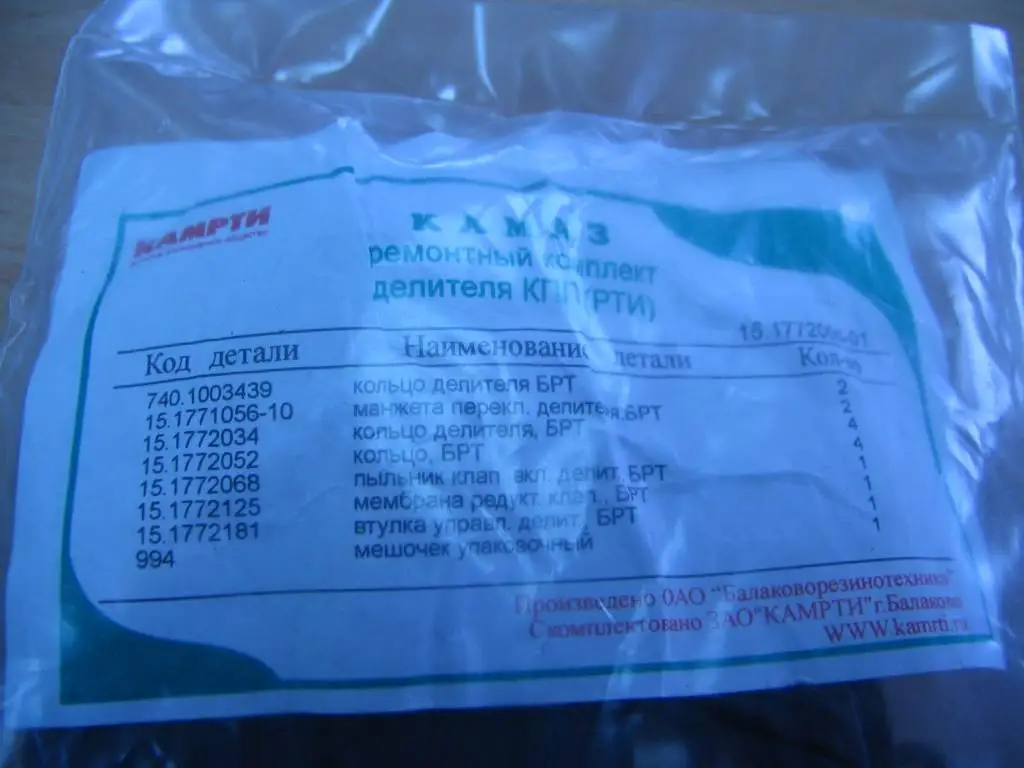 КАМРТИ
КАМАЗ
ремонтный комплект
делителя КПП (РТИ)
Код детали Наименование детали Кол-во
740.1003439 кольцо делителя БРТ 2
15.1771056-10 манжета перекл. делителя,БРТ 2
15.1772034 кольцо делителя, БРТ 4
15.1772052 кольцо, БРТ 4
15.1772068 пыльник клап. вкл. делит,БРТ 1
15.1772125 мембрана редукт. клап., БРТ 1
15.1772181 втулка управл. делит., БРТ 1
994 мешочек упаковочный 1
Произведено ОАО "Балаковорезинотехника"
Скомплектовано ЗАО"КАМРТИ" г.Балаково
WWW.kamrti.ru